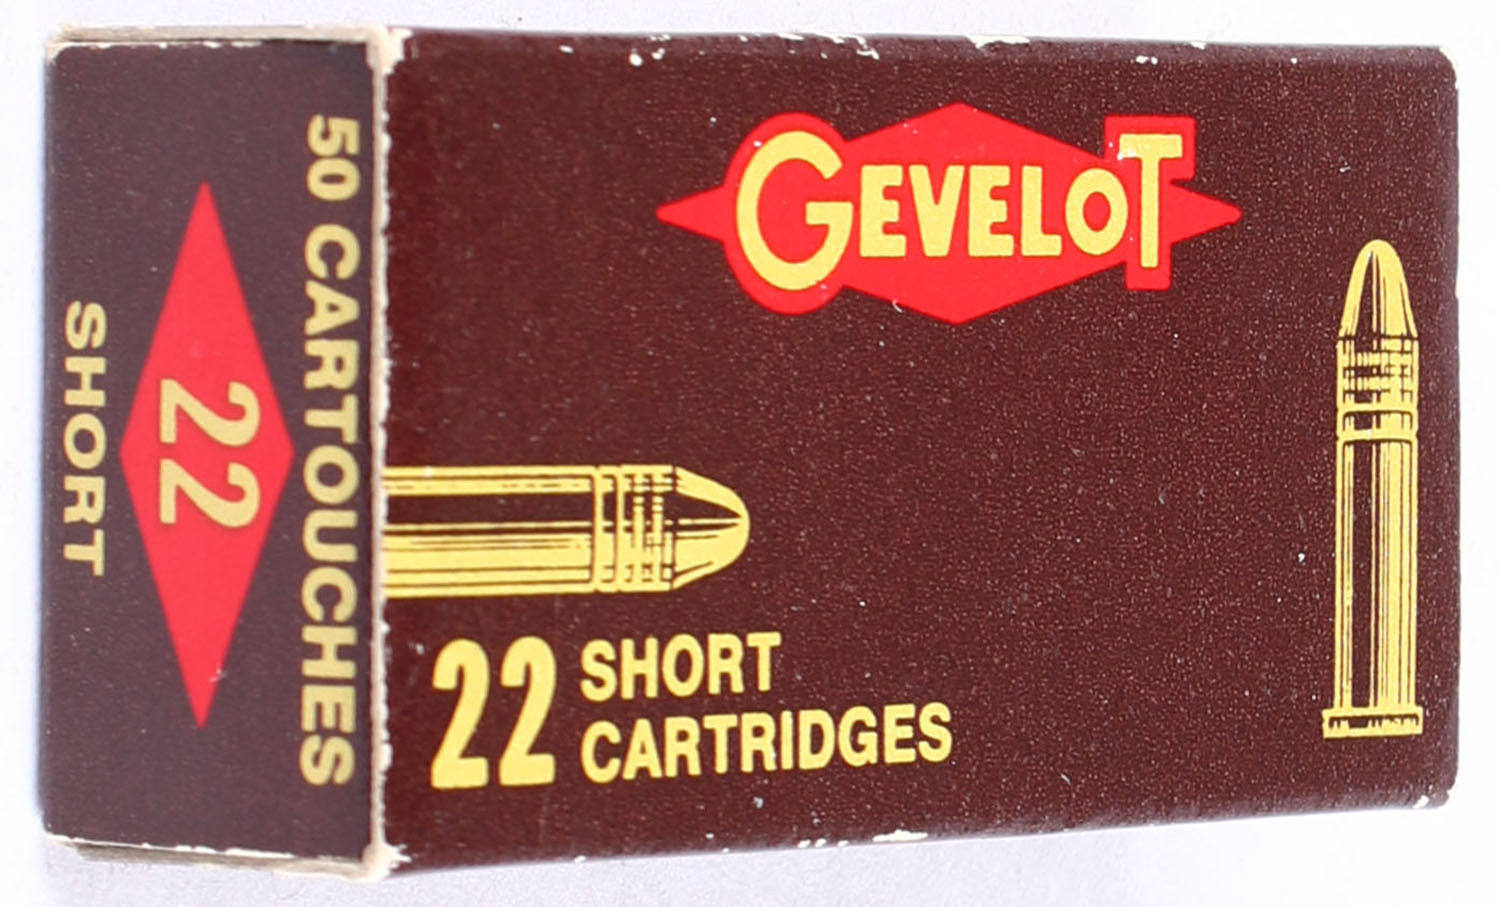 GEVELOT
22 SHORT
CARTRIDGES
50 CARTOUCHES
22
SHORT